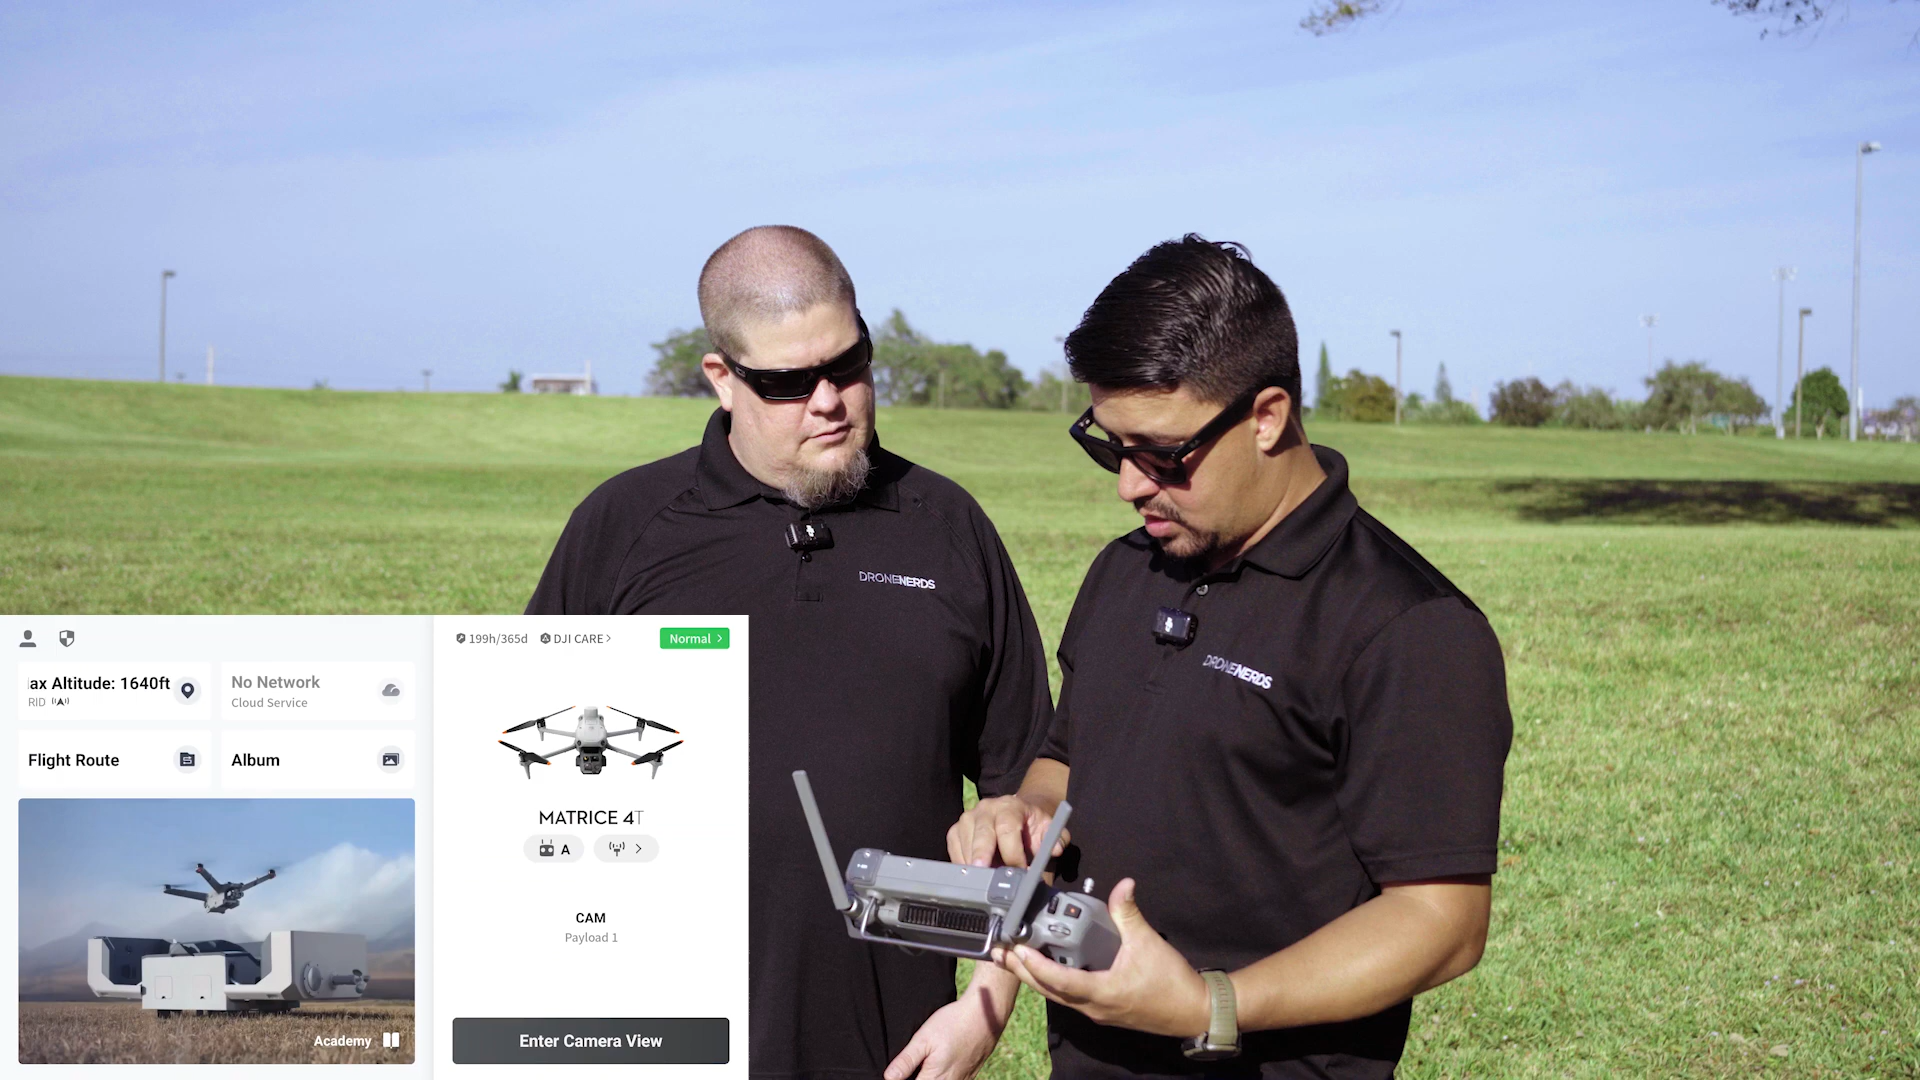 DRONENERDS
DRONENERDS
199h/365d
DJI CARE >
Normal >
ax Altitude: 1640ft
RID
No Network
Cloud Service
Flight Route
Album
MATRICE 4T
A
>
CAM
Payload 1
Academy
Enter Camera View